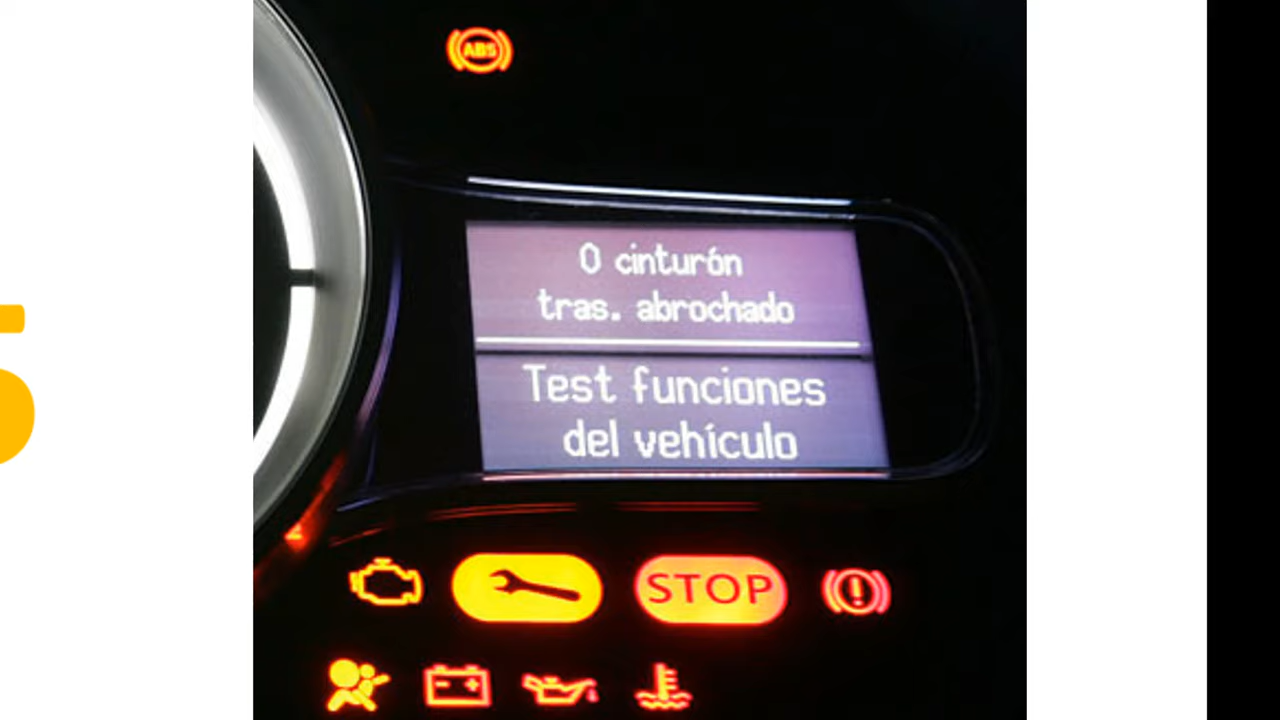 ABS
0 cinturón
tras. abrochado
Test funciones
del vehículo
STOP